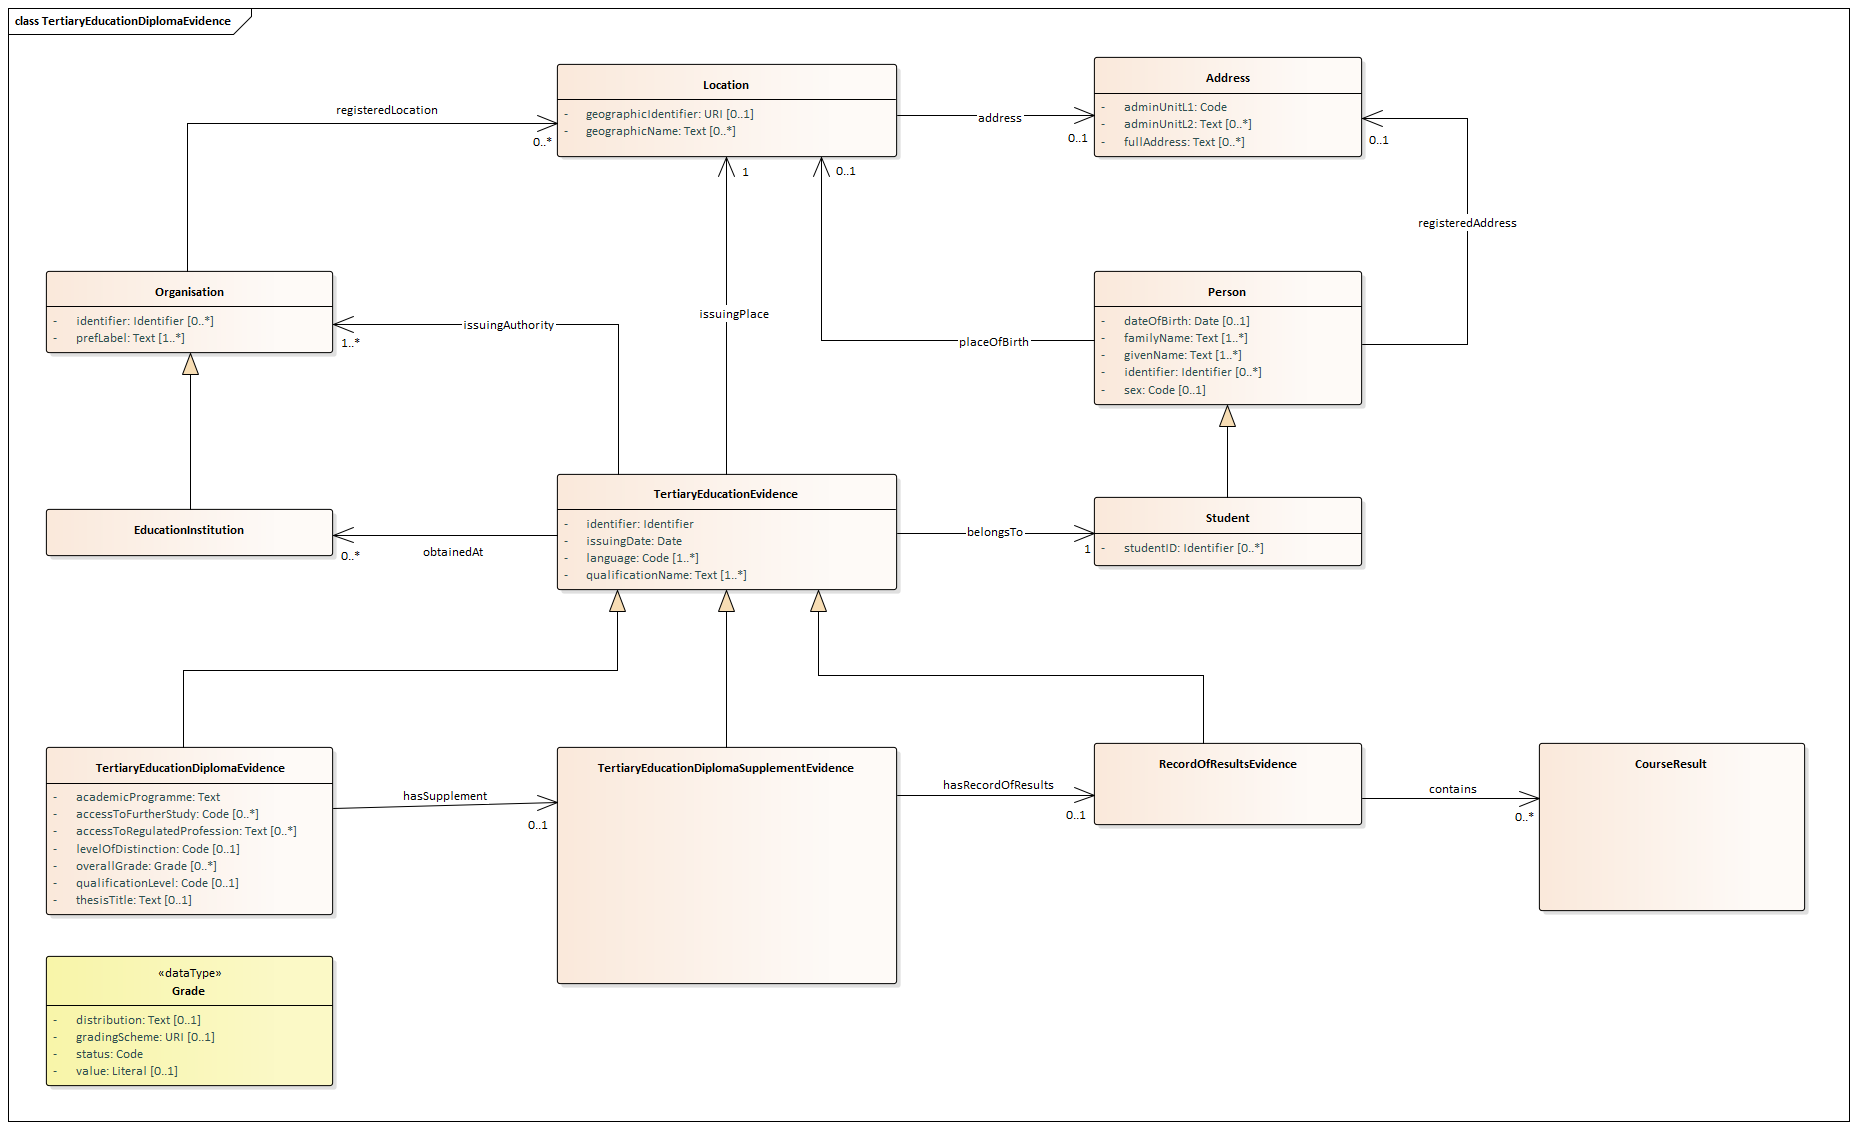 class TertiaryEducationDiplomaEvidence
Location
- geographicIdentifier: URI [0..1]
- geographicName: Text [0..*]
Address
- adminUnitL1: Code
- adminUnitL2: Text [0..*]
- fullAddress: Text [0..*]
registeredLocation
0..*
address
0..1
0..1
1
0..1
registeredAddress
Organisation
- identifier: Identifier [0..*]
- prefLabel: Text [1..*]
issuingAuthority
1..*
issuingPlace
placeOfBirth
Person
- dateOfBirth: Date [0..1]
- familyName: Text [1..*]
- givenName: Text [1..*]
- identifier: Identifier [0..*]
- sex: Code [0..1]
EducationInstitution
0..*
obtainedAt
TertiaryEducationEvidence
- identifier: Identifier
- issuingDate: Date
- language: Code [1..*]
- qualificationName: Text [1..*]
belongsTo
1
Student
- studentID: Identifier [0..*]
TertiaryEducationDiplomaEvidence
- academicProgramme: Text
- accessToFurtherStudy: Code [0..*]
- accessToRegulatedProfession: Text [0..*]
- levelOfDistinction: Code [0..1]
- overallGrade: Grade [0..*]
- qualificationLevel: Code [0..1]
- thesisTitle: Text [0..1]
hasSupplement
0..1
TertiaryEducationDiplomaSupplementEvidence
hasRecordOfResults
0..1
RecordOfResultsEvidence
contains
0..*
CourseResult
«dataType»
Grade
- distribution: Text [0..1]
- gradingScheme: URI [0..1]
- status: Code
- value: Literal [0..1]